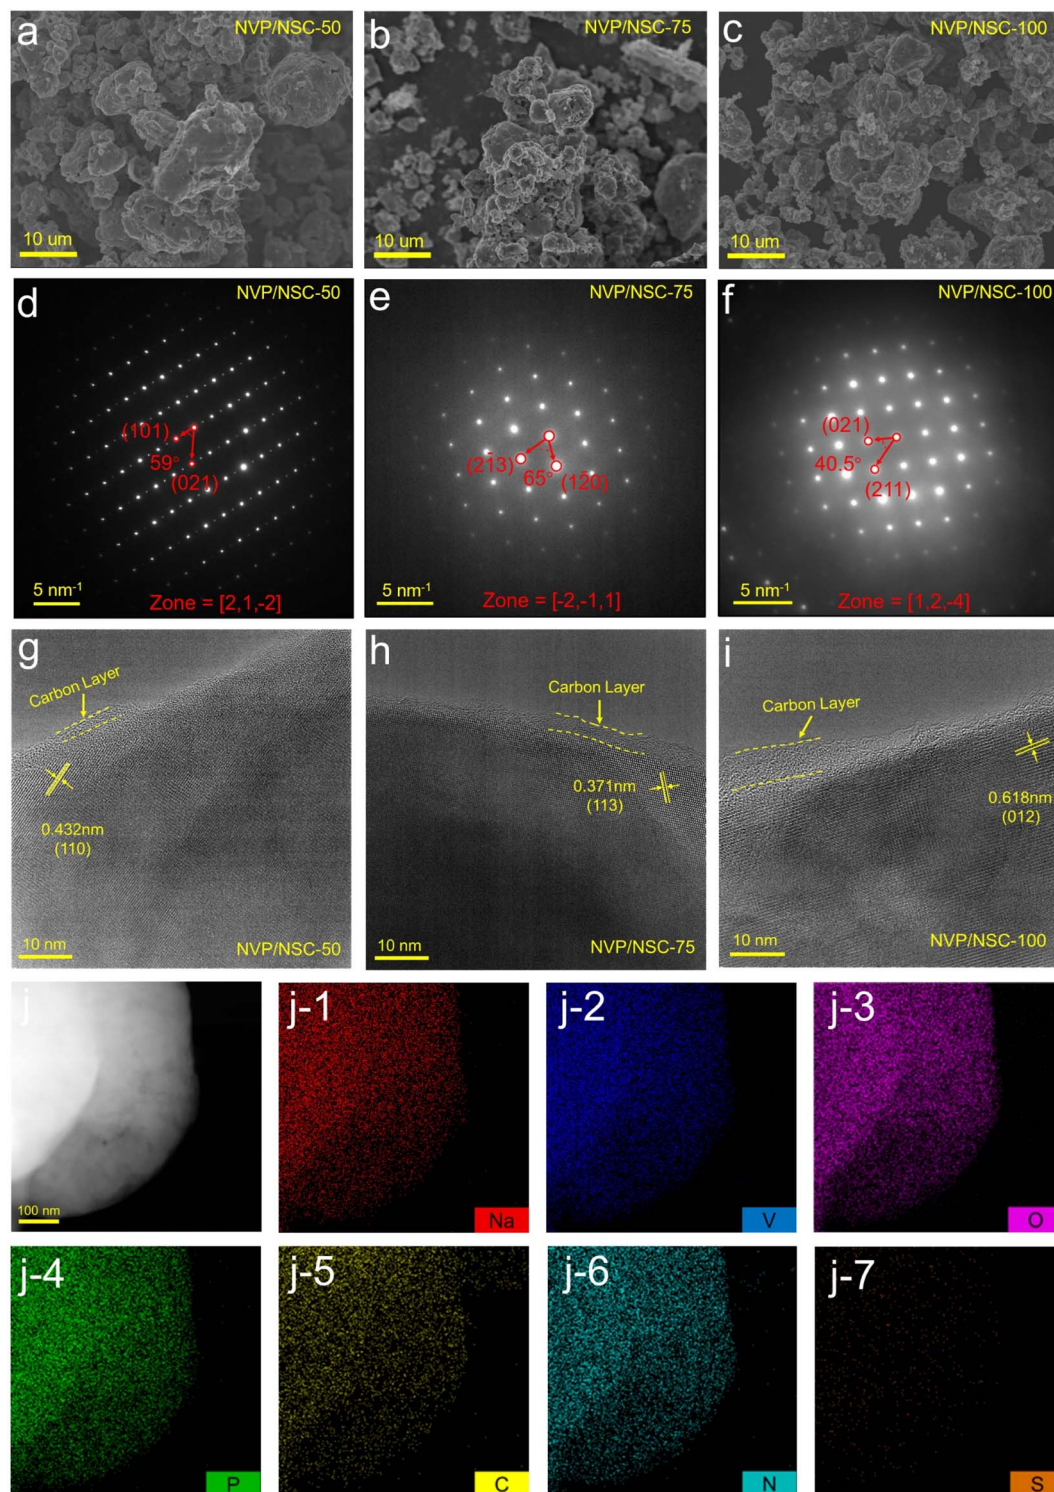 a
NVP/NSC-50
10 um
b
NVP/NSC-75
10 um
c
NVP/NSC-100
10 um
d
NVP/NSC-50
(101)
59°
(021)
5 nm⁻¹
Zone = [2,1,-2]
e
NVP/NSC-75
(21̄3)
65°
(12̄0)
5 nm⁻¹
Zone = [-2,-1,1]
f
NVP/NSC-100
(021)
40.5°
(211)
5 nm⁻¹
Zone = [1,2,-4]
g
Carbon Layer
0.432nm
(110)
10 nm
NVP/NSC-50
h
Carbon Layer
0.371nm
(113)
10 nm
NVP/NSC-75
i
Carbon Layer
0.618nm
(012)
10 nm
NVP/NSC-100
j
100 nm
j-1
Na
j-2
V
j-3
O
j-4
P
j-5
C
j-6
N
j-7
S